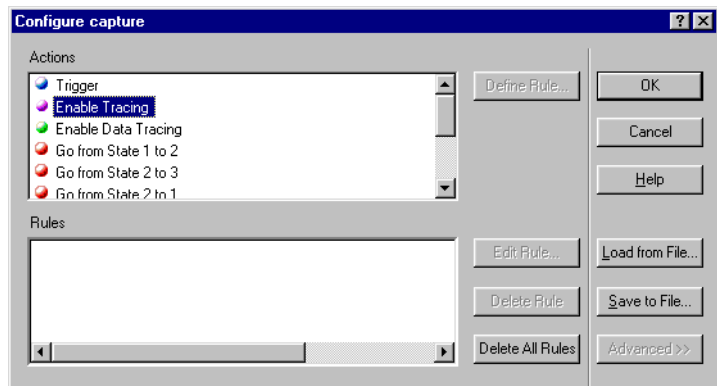 Configure capture
Actions
Trigger
Enable Tracing
Enable Data Tracing
Go from State 1 to 2
Go from State 2 to 3
Go from State 2 to 1
Define Rule...
OK
Cancel
Help
Rules
Edit Rule...
Delete Rule
Delete All Rules
Load from File...
Save to File...
Advanced >>